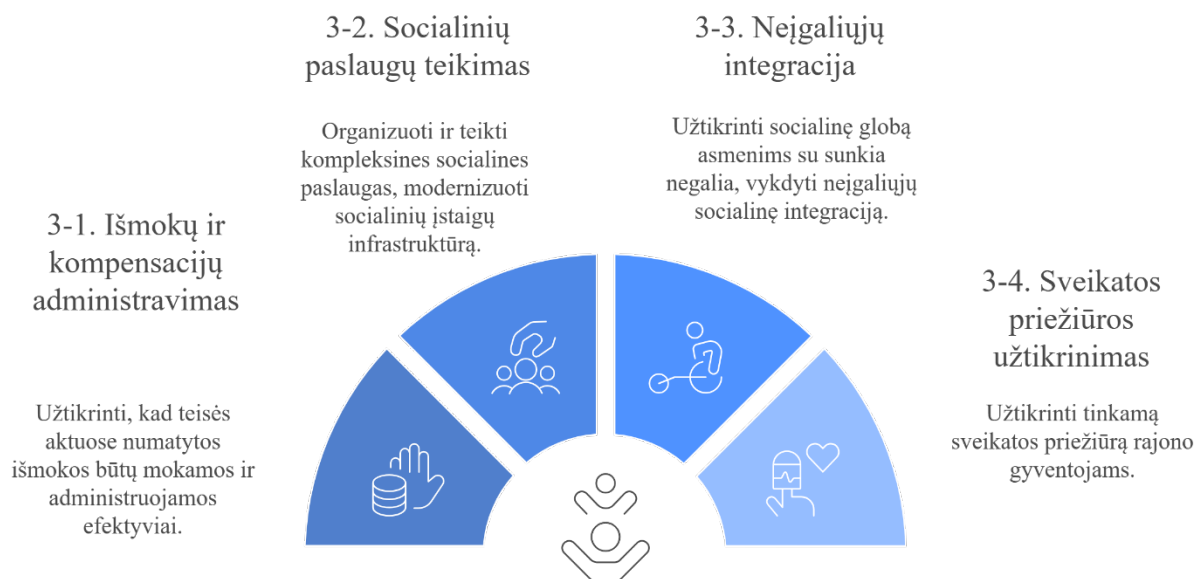 3-1. Išmokų ir
kompensacijų
administravimas
Užtikrinti, kad teisės
aktuose numatytos
išmokos būtų mokamos ir
administruojamos
efektyviai.
3-2. Socialinių
paslaugų teikimas
Organizuoti ir teikti
kompleksines socialines
paslaugas, modernizuoti
socialinių įstaigų
infrastruktūrą.
3-3. Neįgaliųjų
integracija
Užtikrinti socialinę globą
asmenims su sunkia
negalia, vykdyti neįgaliųjų
socialinę integraciją.
3-4. Sveikatos
priežiūros
užtikrinimas
Užtikrinti tinkamą
sveikatos priežiūrą rajono
gyventojams.